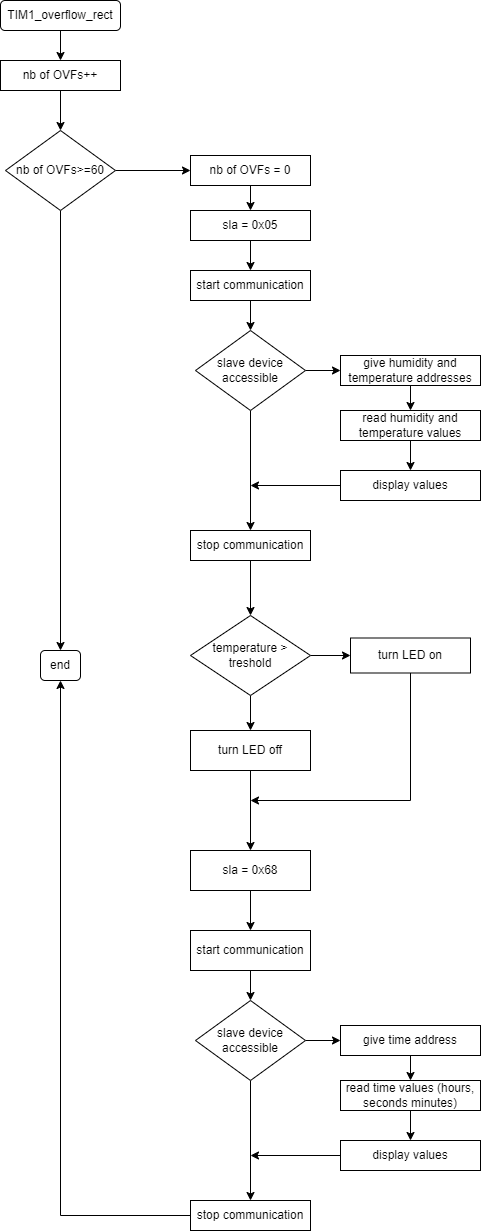 TIM1_overflow_rect
nb of OVFs++
nb of OVFs>=60
nb of OVFs = 0
sla = 0x05
start communication
slave device
accessible
give humidity and
temperature addresses
read humidity and
temperature values
display values
stop communication
temperature >
treshold
turn LED on
end
turn LED off
sla = 0x68
start communication
slave device
accessible
give time address
read time values (hours,
seconds minutes)
display values
stop communication